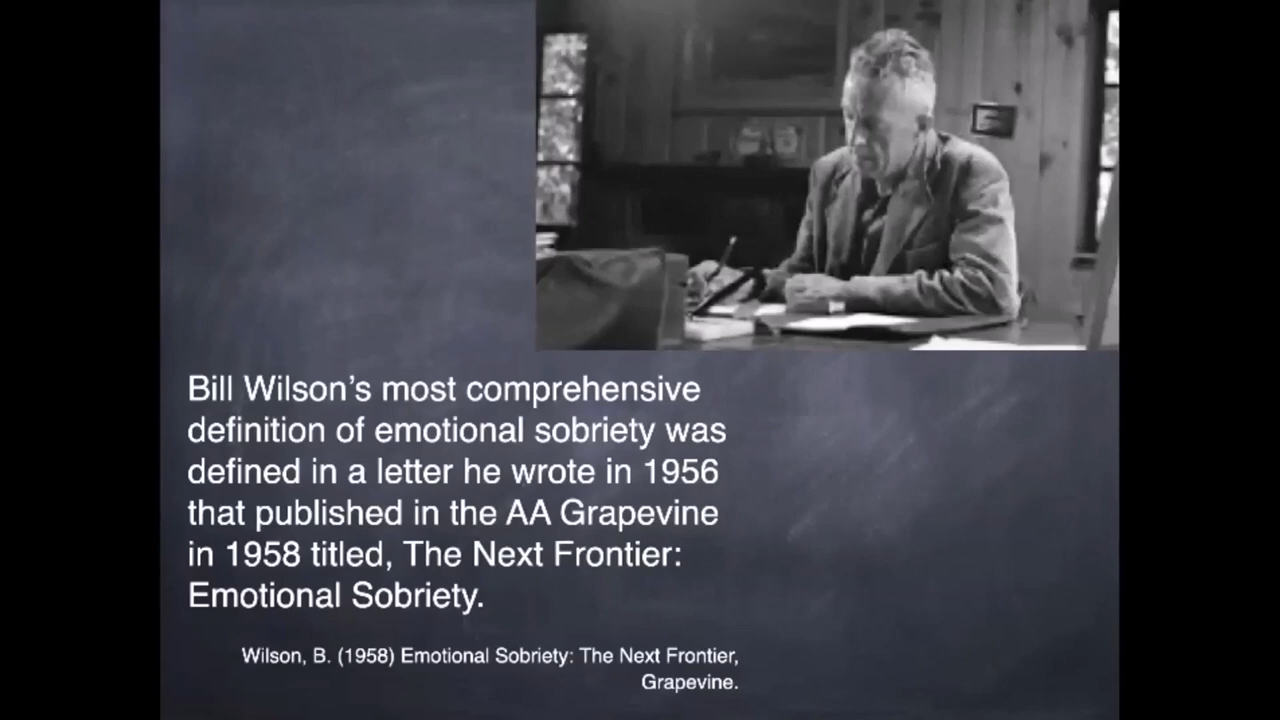 Bill Wilson’s most comprehensive
definition of emotional sobriety was
defined in a letter he wrote in 1956
that published in the AA Grapevine
in 1958 titled, The Next Frontier:
Emotional Sobriety.
Wilson, B. (1958) Emotional Sobriety: The Next Frontier,
Grapevine.